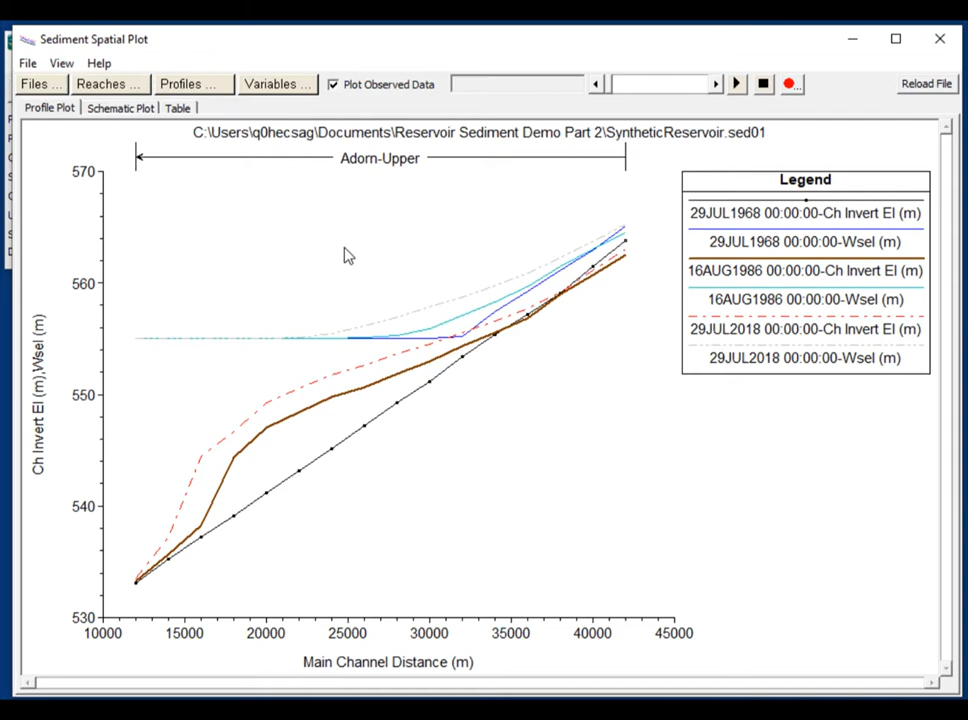 Sediment Spatial Plot
File View Help
Files ... Reaches ... Profiles ... Variables ... Plot Observed Data Reload File
Profile Plot Schematic Plot Table
C:\Users\q0hecsag\Documents\Reservoir Sediment Demo Part 2\SyntheticReservoir.sed01
Adorn-Upper
Legend
29JUL1968 00:00:00-Ch Invert El (m)
29JUL1968 00:00:00-Wsel (m)
16AUG1986 00:00:00-Ch Invert El (m)
16AUG1986 00:00:00-Wsel (m)
29JUL2018 00:00:00-Ch Invert El (m)
29JUL2018 00:00:00-Wsel (m)
Ch Invert El (m),Wsel (m)
570
560
550
540
530
10000 15000 20000 25000 30000 35000 40000 45000
Main Channel Distance (m)